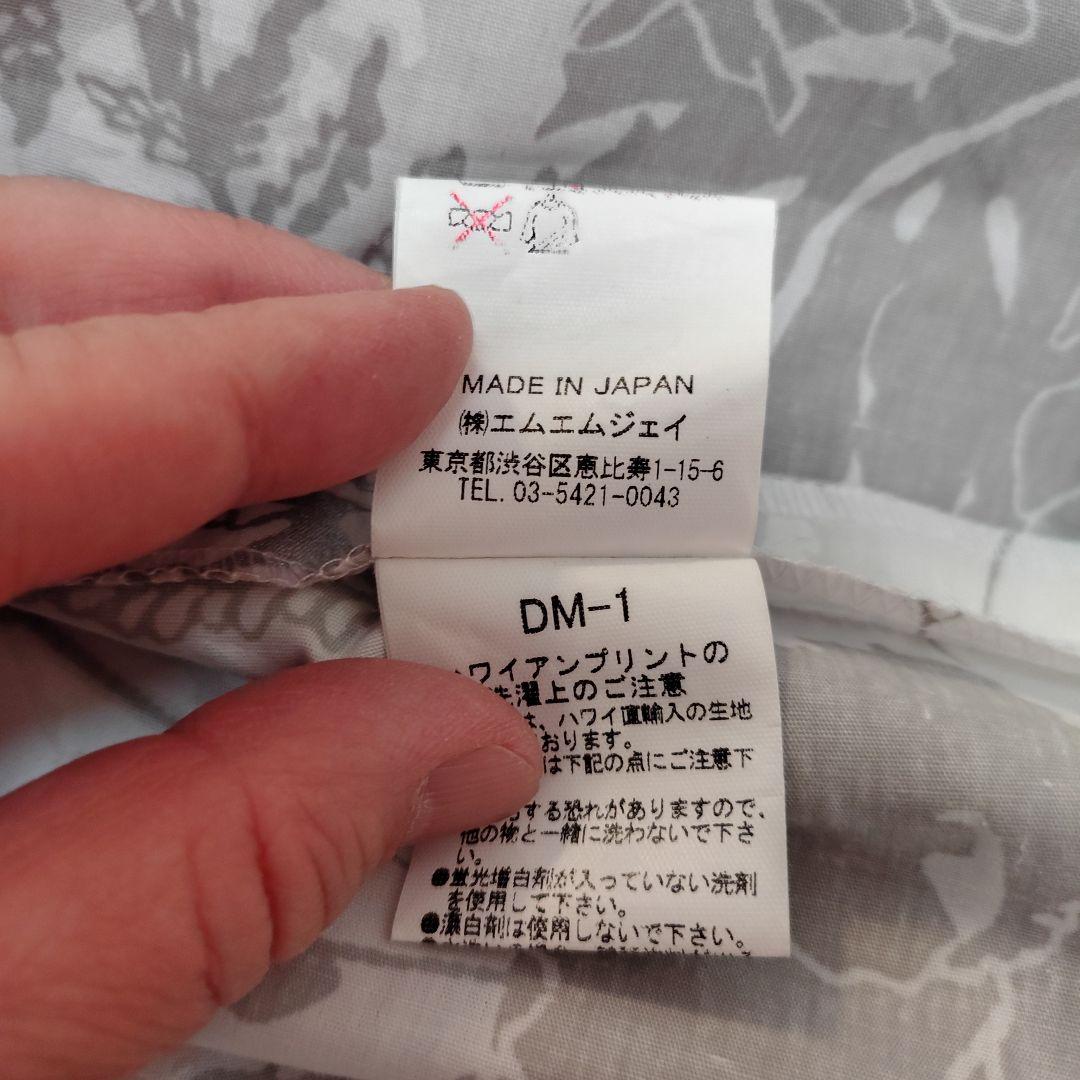 MADE IN JAPAN
㈱エムエムジェイ
東京都渋谷区恵比寿1-15-6
TEL. 03-5421-0043
DM-1
ハワイアンプリントの
洗濯上のご注意
は、ハワイ直輸入の生地
おります。
は下記の点にご注意下
する恐れがありますので、
他の物と一緒に洗わないで下さ
い。
●蛍光増白剤が入っていない洗剤
を使用して下さい。
●漂白剤は使用しないで下さい。